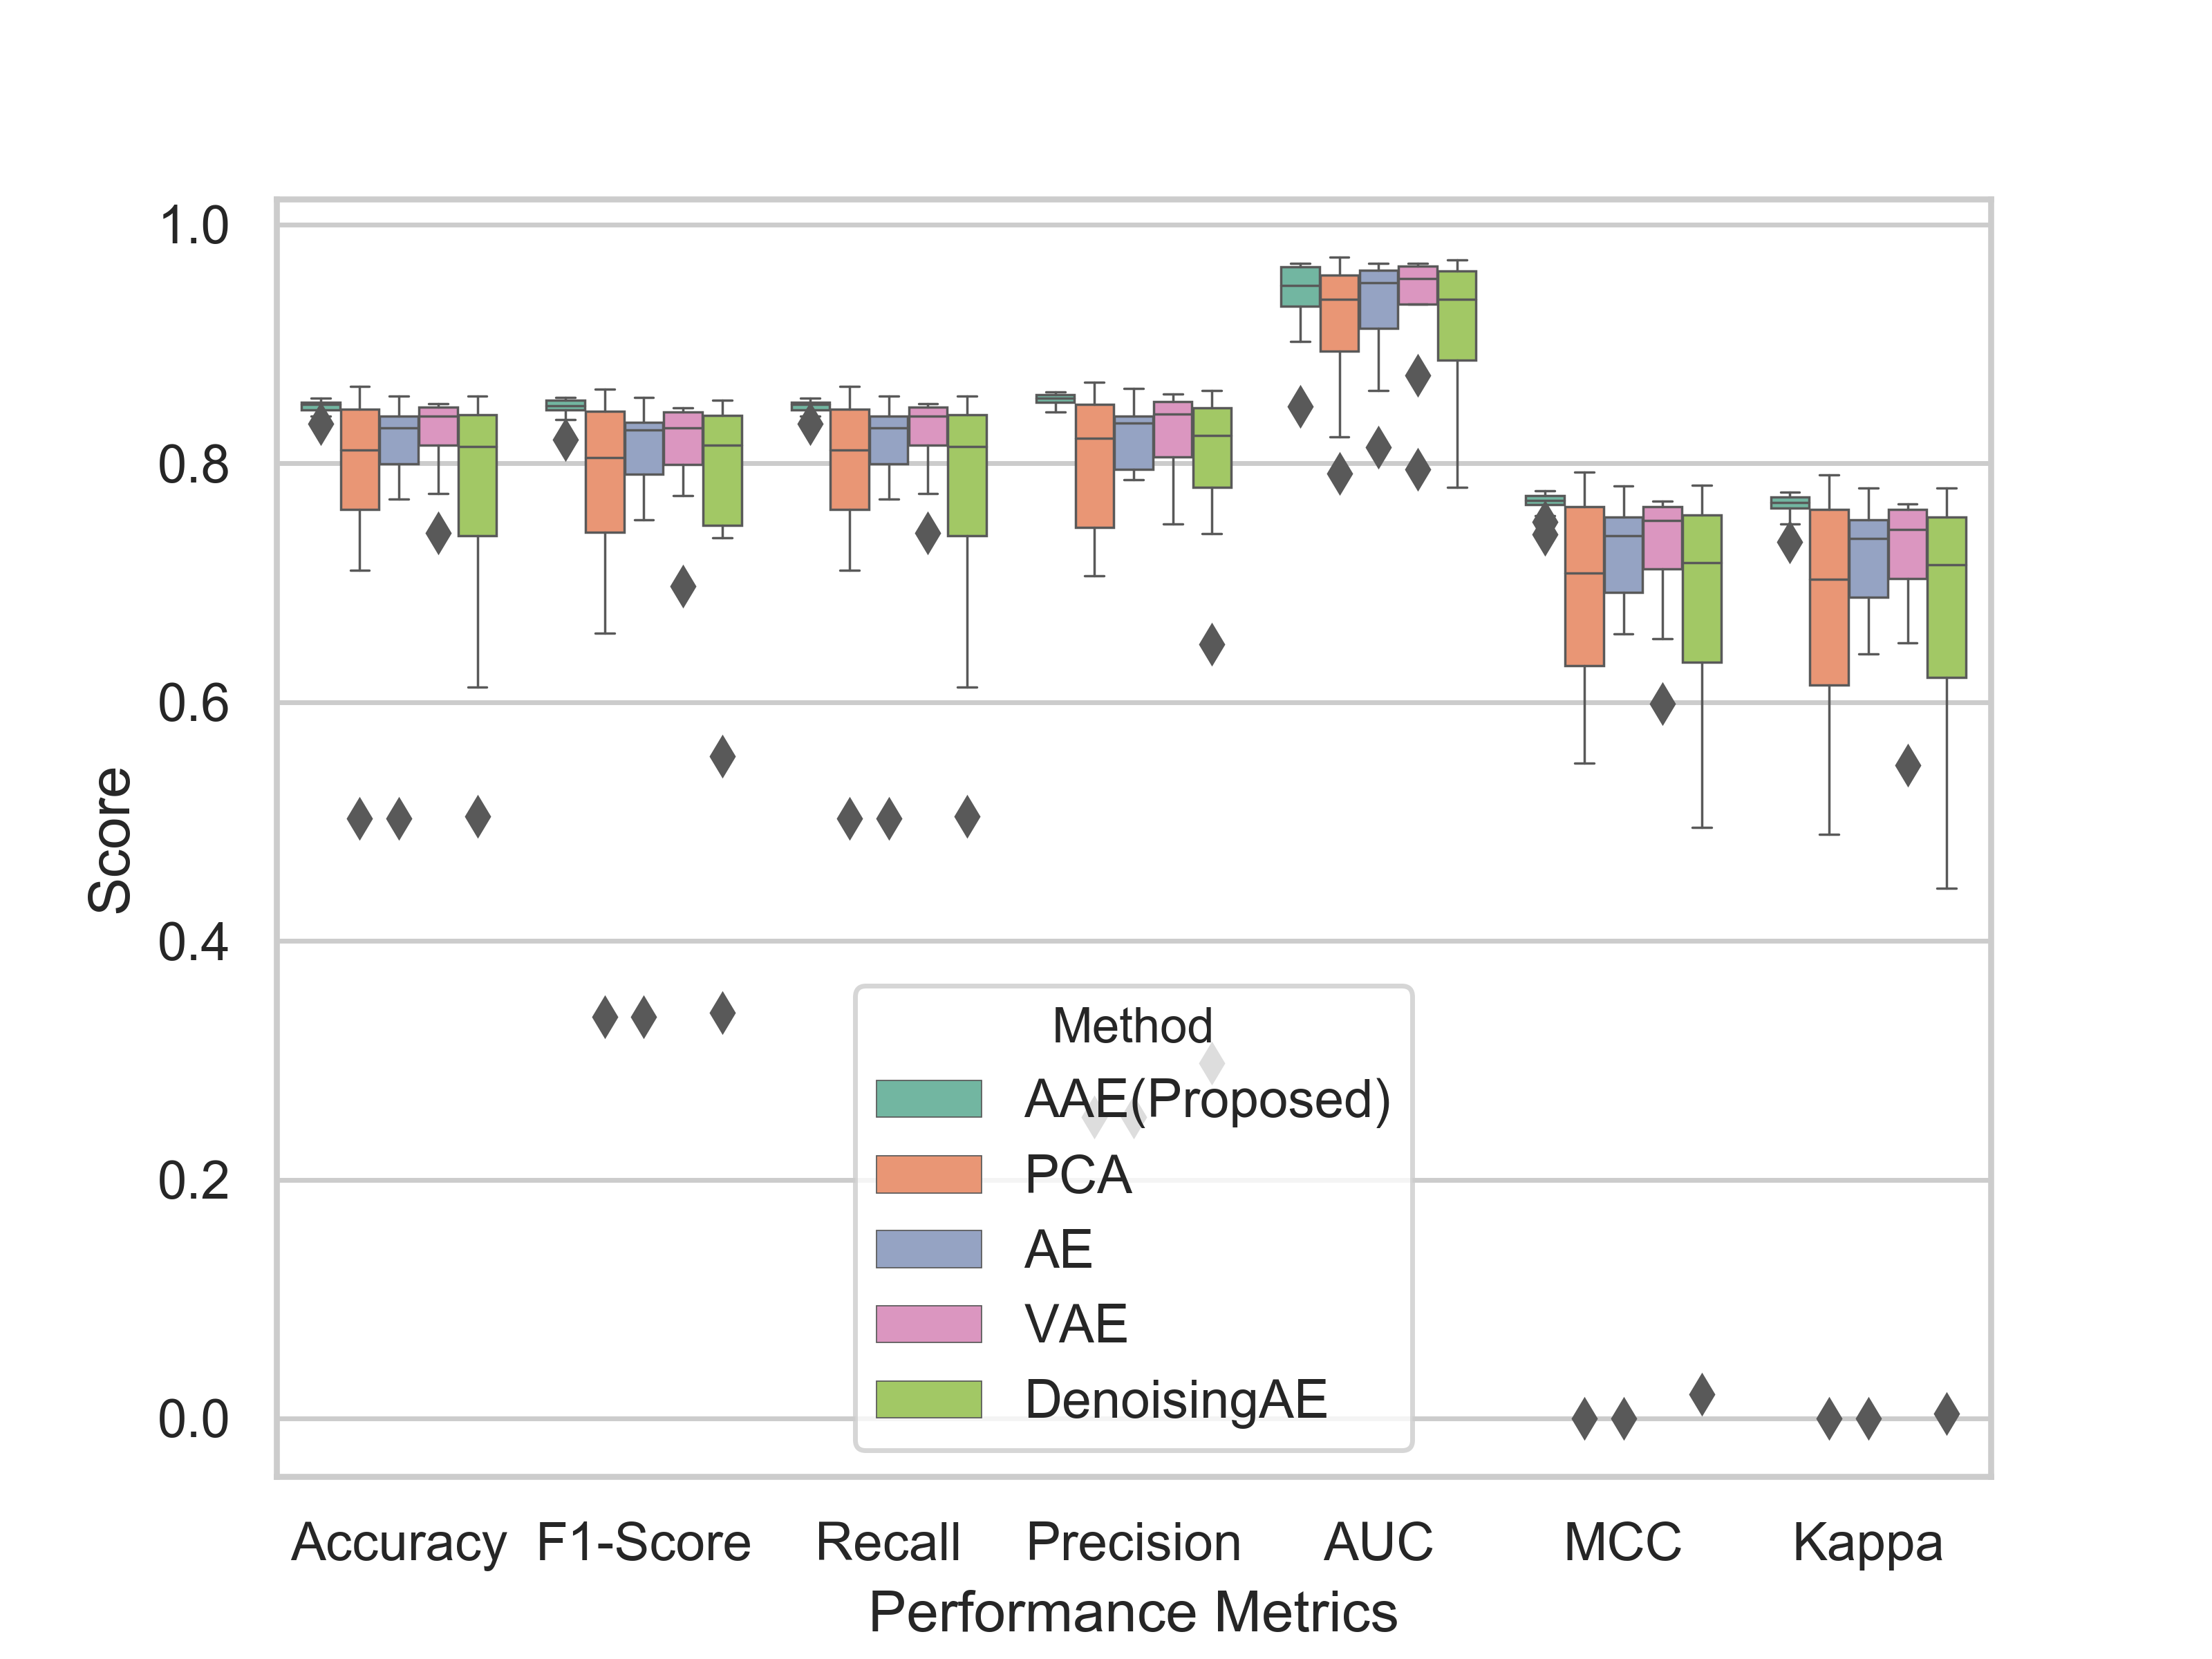 1.0
0.8
0.6
0.4
0.2
0.0
Score
Method
AAE(Proposed)
PCA
AE
VAE
DenoisingAE
Accuracy F1-Score Recall Precision AUC MCC Kappa
Performance Metrics